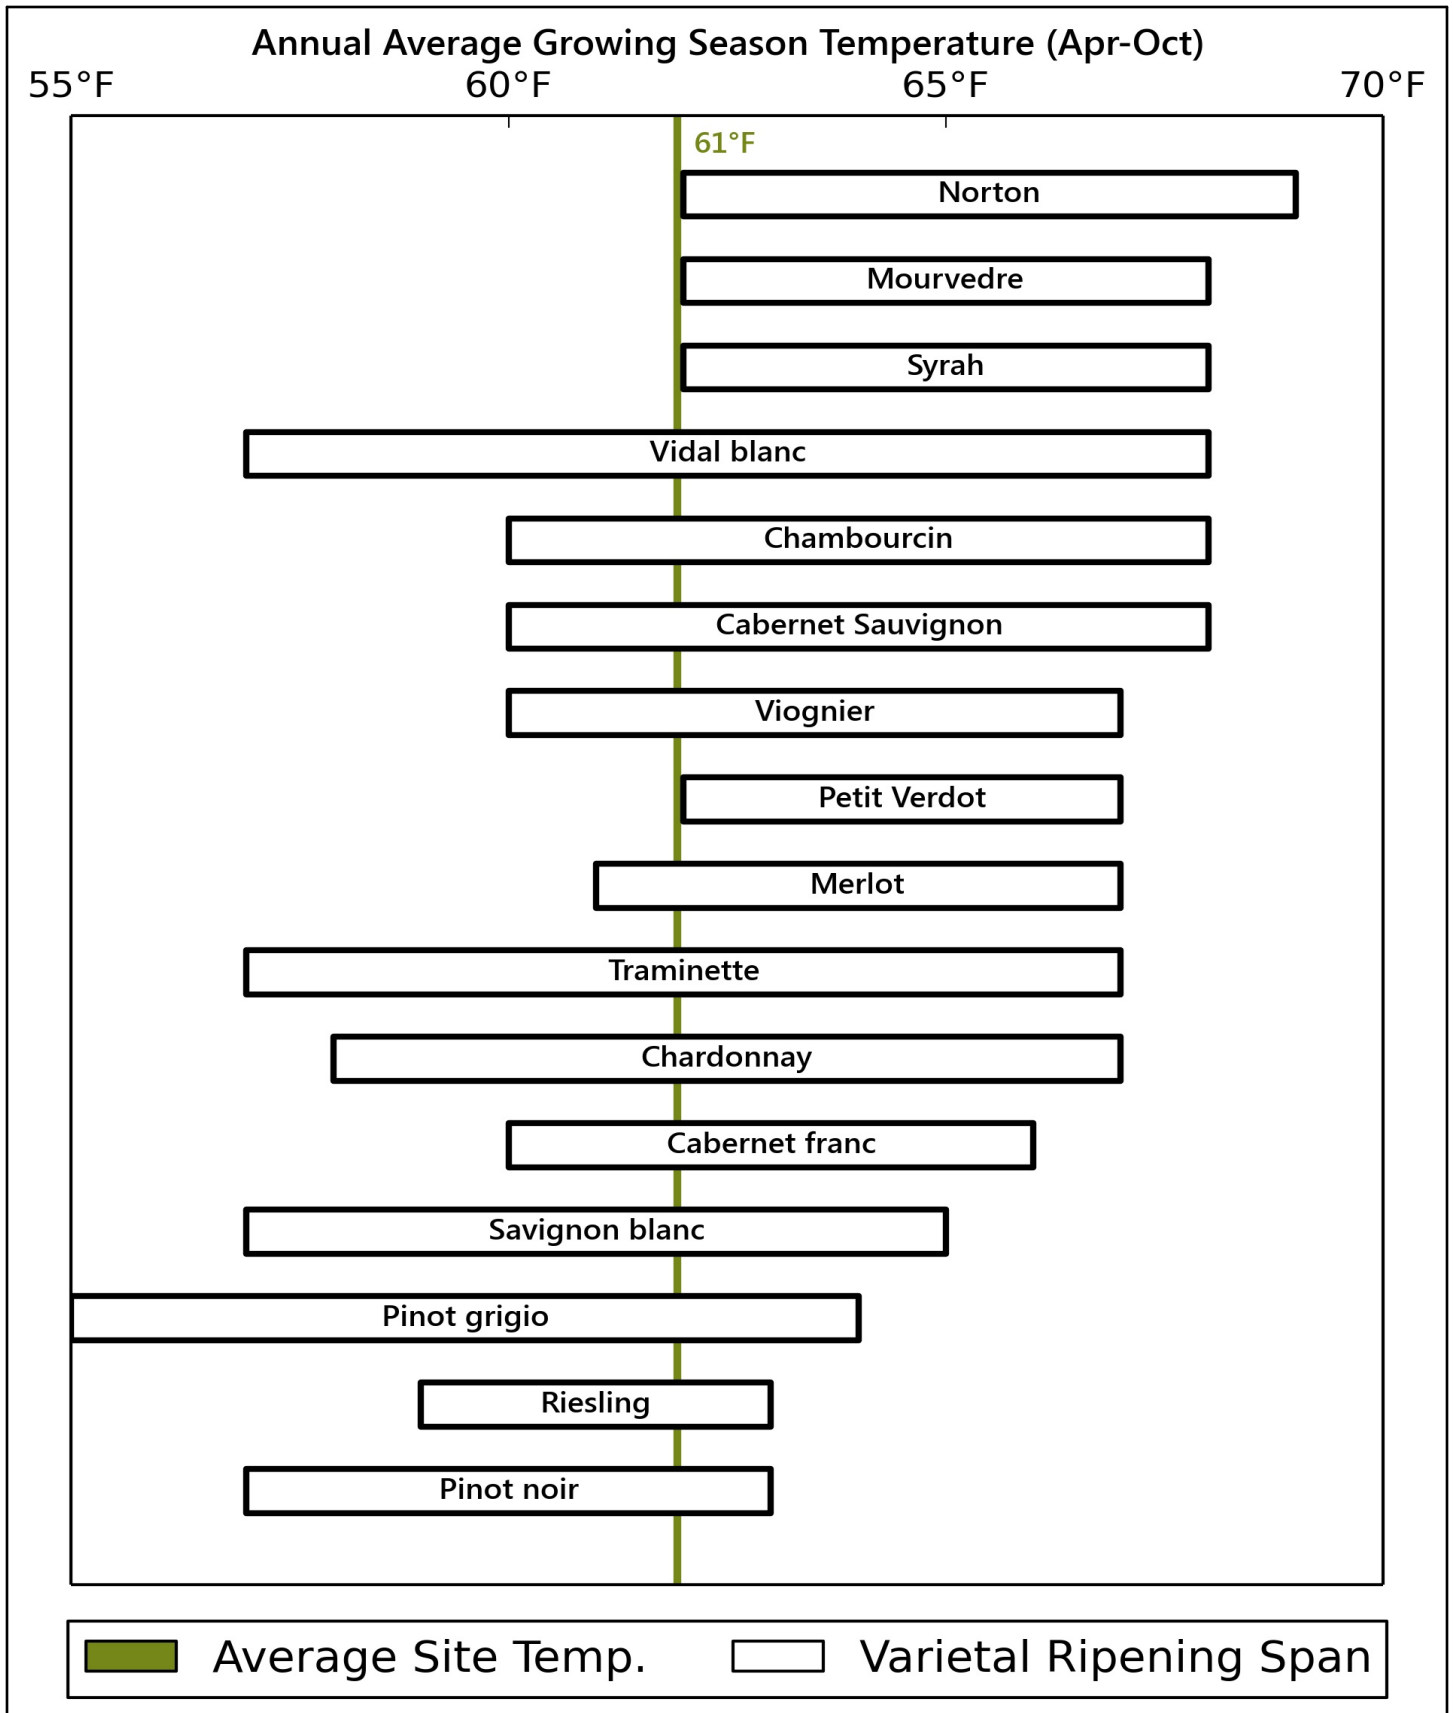 Annual Average Growing Season Temperature (Apr-Oct)
55°F 60°F 65°F 70°F
61°F
Norton
Mourvedre
Syrah
Vidal blanc
Chambourcin
Cabernet Sauvignon
Viognier
Petit Verdot
Merlot
Traminette
Chardonnay
Cabernet franc
Savignon blanc
Pinot grigio
Riesling
Pinot noir
Average Site Temp. Varietal Ripening Span